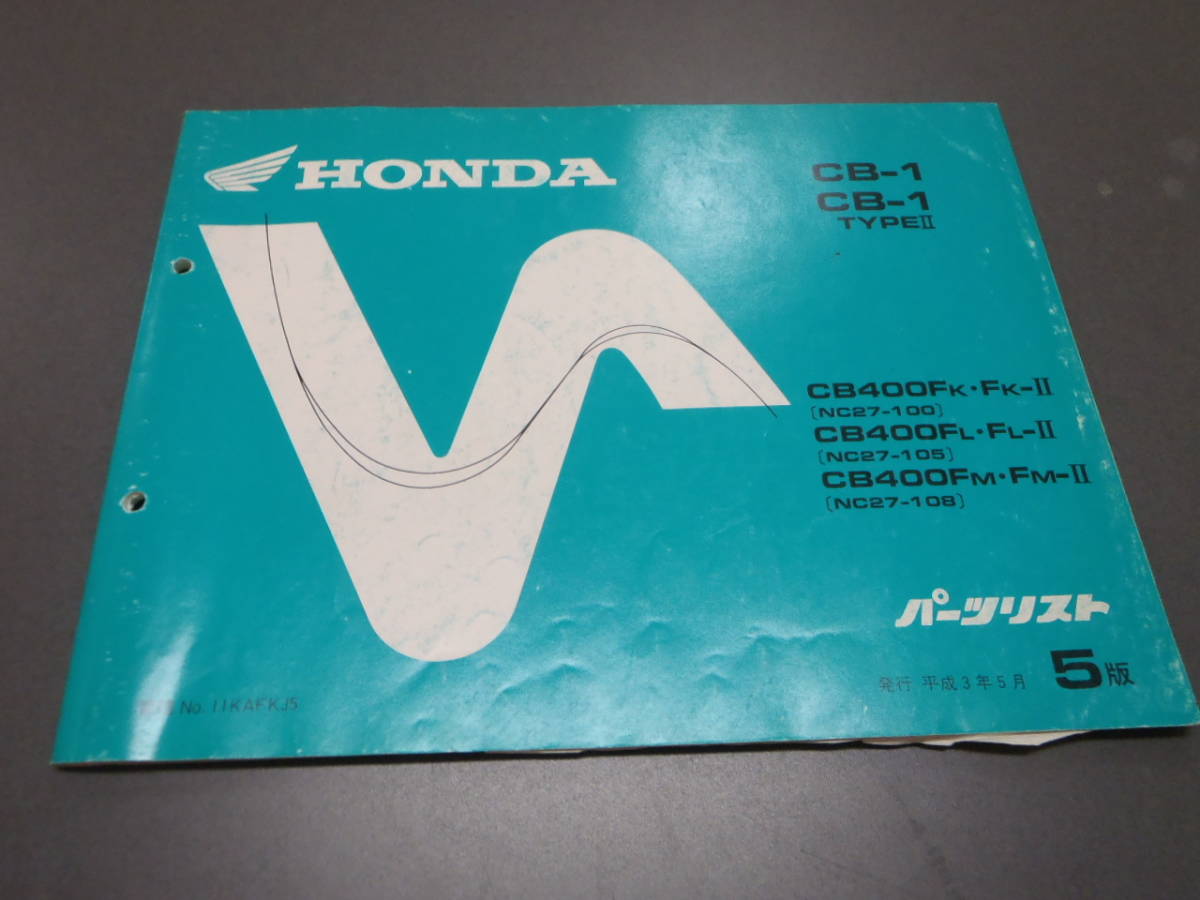 HONDA
CB-1
CB-1
TYPEⅡ
CB400FK・FK-Ⅱ
〔NC27-100〕
CB400FL・FL-Ⅱ
〔NC27-105〕
CB400FM・FM-Ⅱ
〔NC27-108〕
パーツリスト
発行 平成3年5月 5版
No. 11KAFKJ5